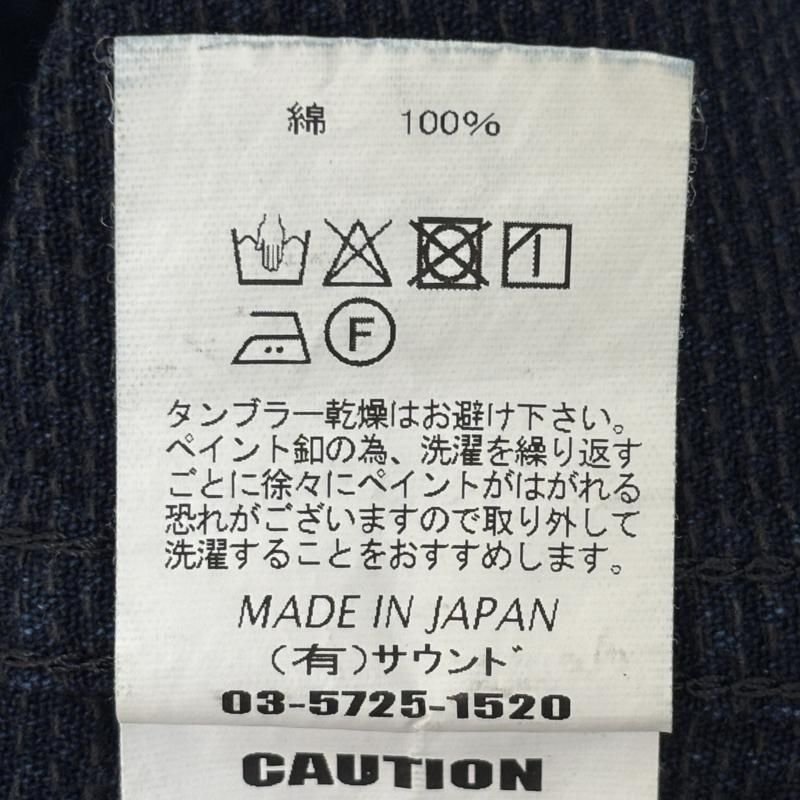 綿 100%
F
タンブラー乾燥はお避け下さい。
ペイント釦の為、洗濯を繰り返す
ごとに徐々にペイントがはがれる
恐れがございますので取り外して
洗濯することをおすすめします。
MADE IN JAPAN
(有)サウンド
03-5725-1520
CAUTION